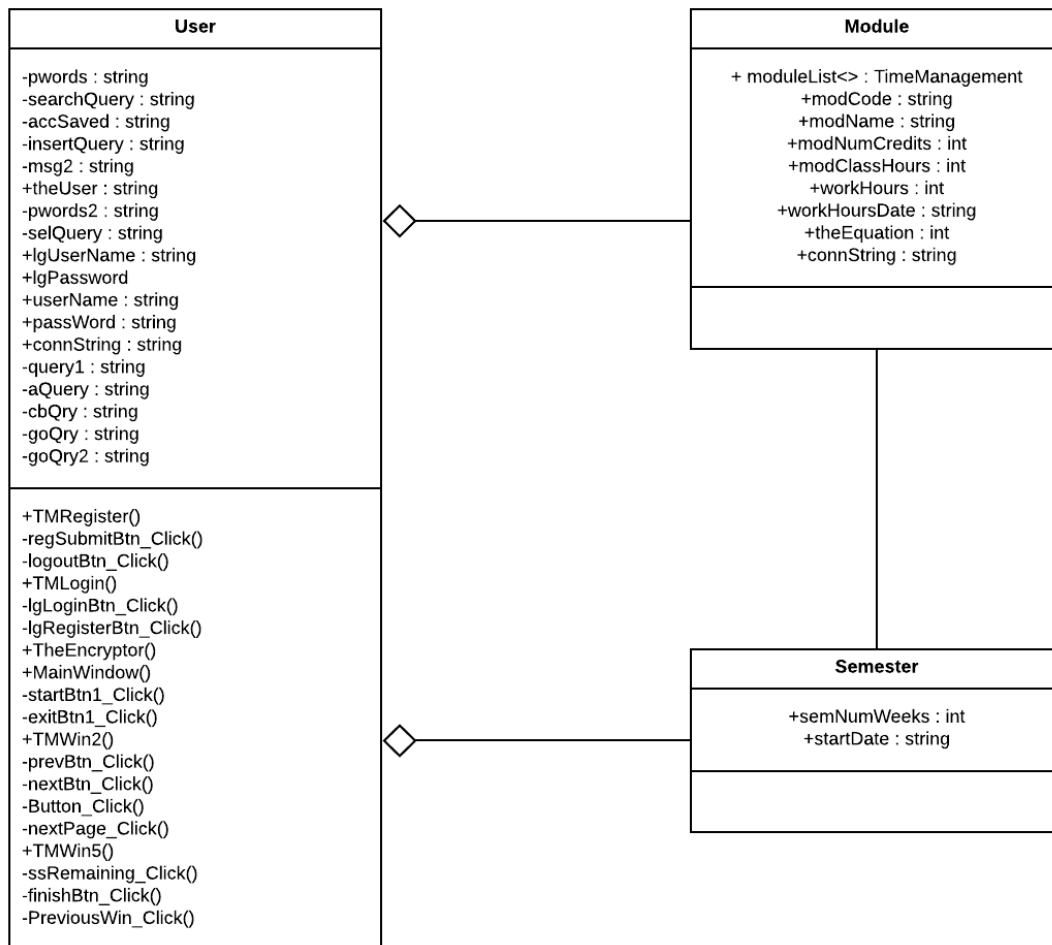 User
-pwords : string
-searchQuery : string
-accSaved : string
-insertQuery : string
-msg2 : string
+theUser : string
-pwords2 : string
-selQuery : string
+lgUserName : string
+lgPassword
+userName : string
+passWord : string
+connString : string
-query1 : string
-aQuery : string
-cbQry : string
-goQry : string
-goQry2 : string
+TMRegister()
-regSubmitBtn_Click()
-logoutBtn_Click()
+TMLogin()
-lgLoginBtn_Click()
-lgRegisterBtn_Click()
+TheEncryptor()
+MainWindow()
-startBtn1_Click()
-exitBtn1_Click()
+TMWin2()
-prevBtn_Click()
-nextBtn_Click()
-Button_Click()
-nextPage_Click()
+TMWin5()
-ssRemaining_Click()
-finishBtn_Click()
-PreviousWin_Click()
Module
+ moduleList<> : TimeManagement
+modCode : string
+modName : string
+modNumCredits : int
+modClassHours : int
+workHours : int
+workHoursDate : string
+theEquation : int
+connString : string
Semester
+semNumWeeks : int
+startDate : string